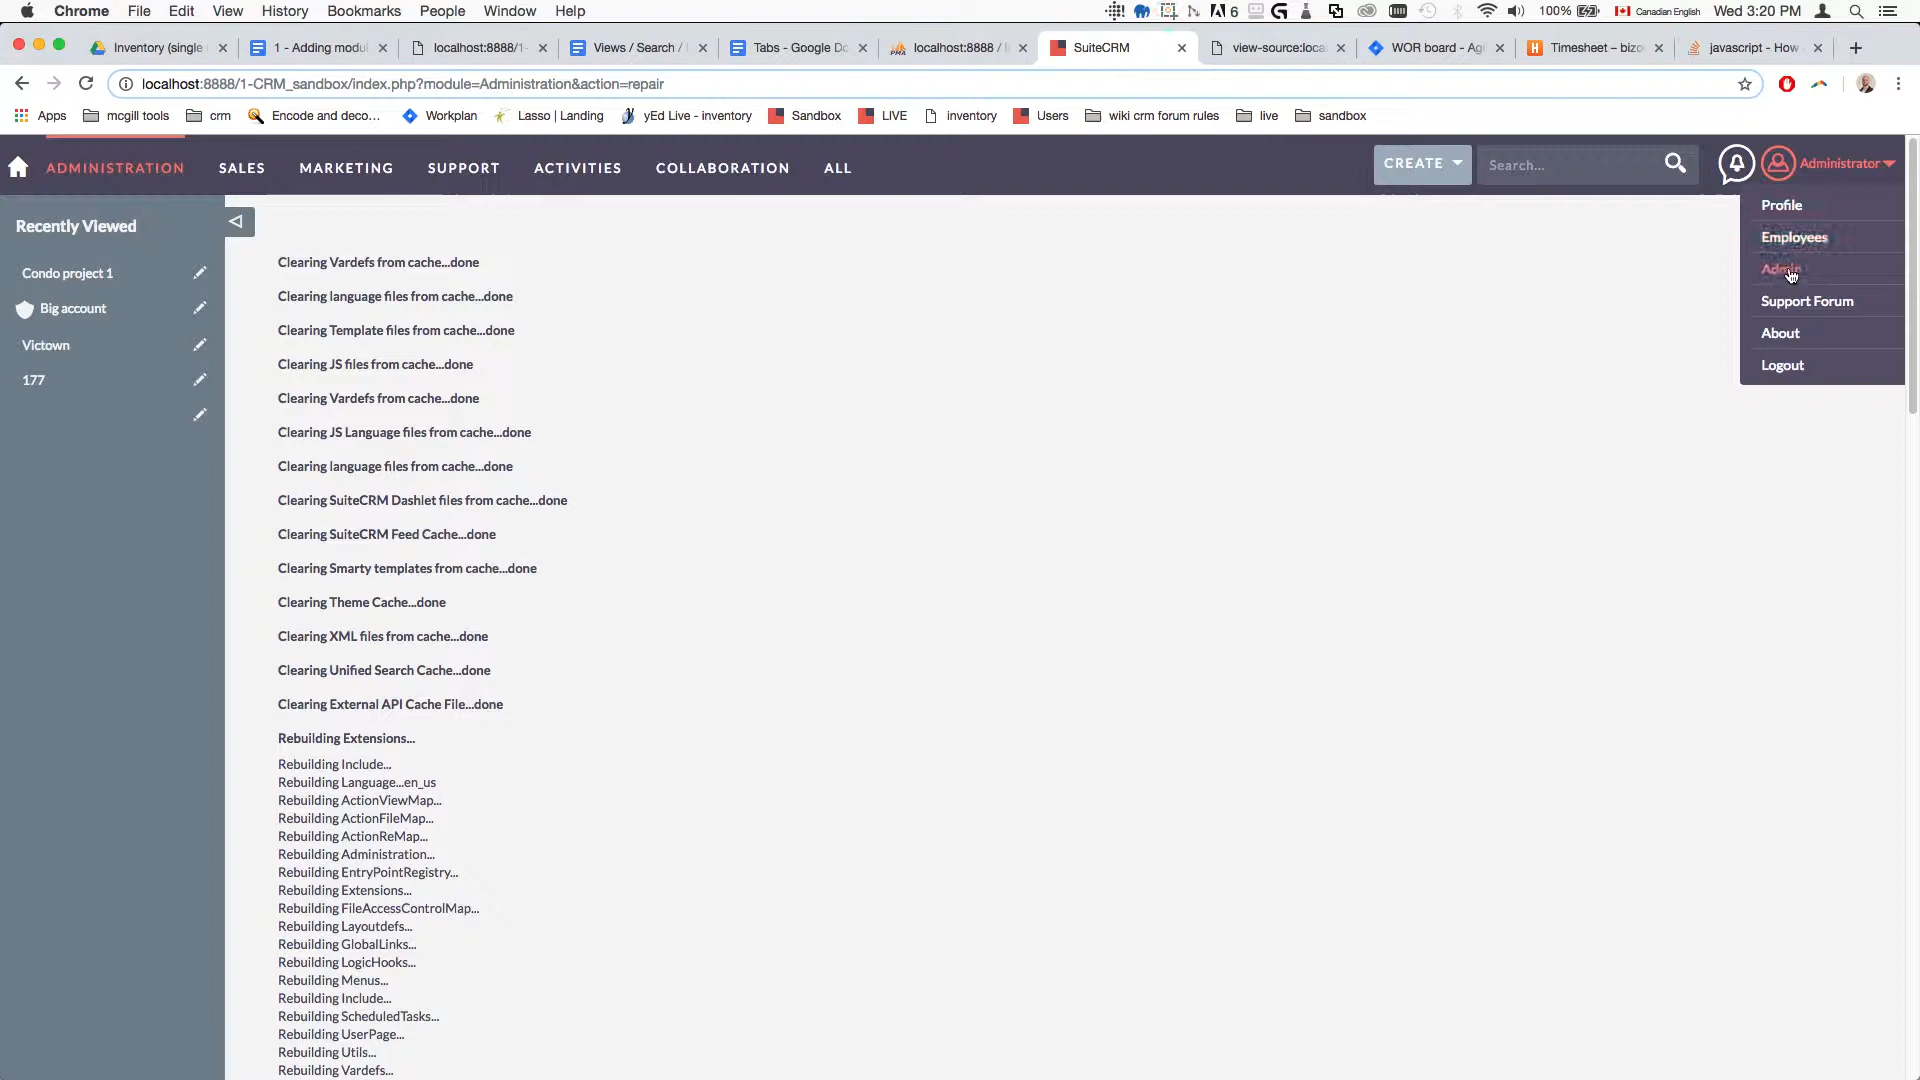 Chrome File Edit View History Bookmarks People Window Help 6 100% Canadian English Wed 3:20 PM
Inventory (single 1 - Adding modu localhost:8888/1- Views / Search / Tabs - Google Do localhost:8888 / SuiteCRM view-source:loca WOR board - Ag Timesheet – bizo javascript - How
localhost:8888/1-CRM_sandbox/index.php?module=Administration&action=repair
Apps mcgill tools crm Encode and deco... Workplan Lasso | Landing yEd Live - inventory Sandbox LIVE inventory Users wiki crm forum rules live sandbox
ADMINISTRATION SALES MARKETING SUPPORT ACTIVITIES COLLABORATION ALL CREATE Search... Administrator
Profile
Employees
Admin
Support Forum
About
Logout
Recently Viewed
Condo project 1
Big account
Victown
177
Clearing Vardefs from cache...done
Clearing language files from cache...done
Clearing Template files from cache...done
Clearing JS files from cache...done
Clearing Vardefs from cache...done
Clearing JS Language files from cache...done
Clearing language files from cache...done
Clearing SuiteCRM Dashlet files from cache...done
Clearing SuiteCRM Feed Cache...done
Clearing Smarty templates from cache...done
Clearing Theme Cache...done
Clearing XML files from cache...done
Clearing Unified Search Cache...done
Clearing External API Cache File...done
Rebuilding Extensions...
Rebuilding Include...
Rebuilding Language...en_us
Rebuilding ActionViewMap...
Rebuilding ActionFileMap...
Rebuilding ActionReMap...
Rebuilding Administration...
Rebuilding EntryPointRegistry...
Rebuilding Extensions...
Rebuilding FileAccessControlMap...
Rebuilding Layoutdefs...
Rebuilding GlobalLinks...
Rebuilding LogicHooks...
Rebuilding Menus...
Rebuilding Include...
Rebuilding ScheduledTasks...
Rebuilding UserPage...
Rebuilding Utils...
Rebuilding Vardefs...